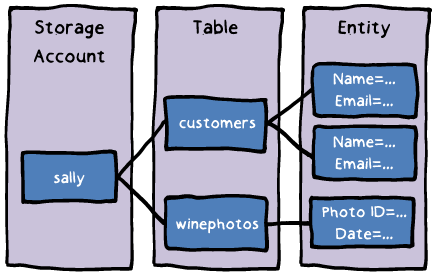 Storage
Account
Table
Entity
sally
customers
winephotos
Name=...
Email=...
Name=...
Email=...
Photo ID=...
Date=...